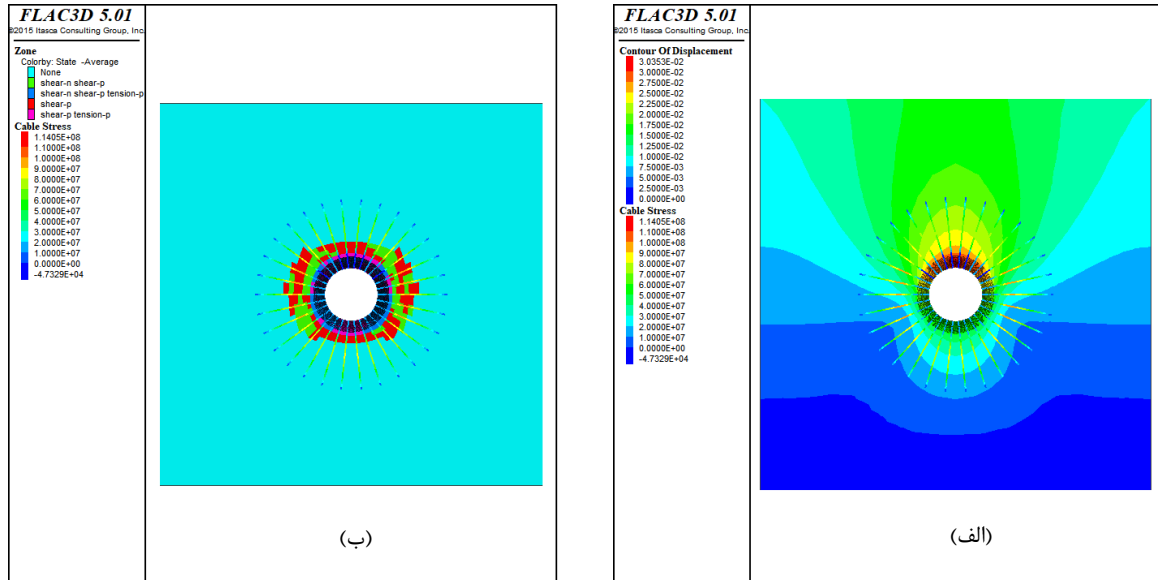 FLAC3D 5.01
©2015 Itasca Consulting Group, Inc.
Zone
Colorby: State -Average
None
shear-n shear-p
shear-n shear-p tension-p
shear-p
shear-p tension-p
Cable Stress
1.1405E+08
1.1000E+08
1.0000E+08
9.0000E+07
8.0000E+07
7.0000E+07
6.0000E+07
5.0000E+07
4.0000E+07
3.0000E+07
2.0000E+07
1.0000E+07
0.0000E+00
-4.7329E+04
(ب)
FLAC3D 5.01
©2015 Itasca Consulting Group, Inc.
Contour Of Displacement
3.0353E-02
3.0000E-02
2.7500E-02
2.5000E-02
2.2500E-02
2.0000E-02
1.7500E-02
1.5000E-02
1.2500E-02
1.0000E-02
7.5000E-03
5.0000E-03
2.5000E-03
0.0000E+00
Cable Stress
1.1405E+08
1.1000E+08
1.0000E+08
9.0000E+07
8.0000E+07
7.0000E+07
6.0000E+07
5.0000E+07
4.0000E+07
3.0000E+07
2.0000E+07
1.0000E+07
0.0000E+00
-4.7329E+04
(الف)